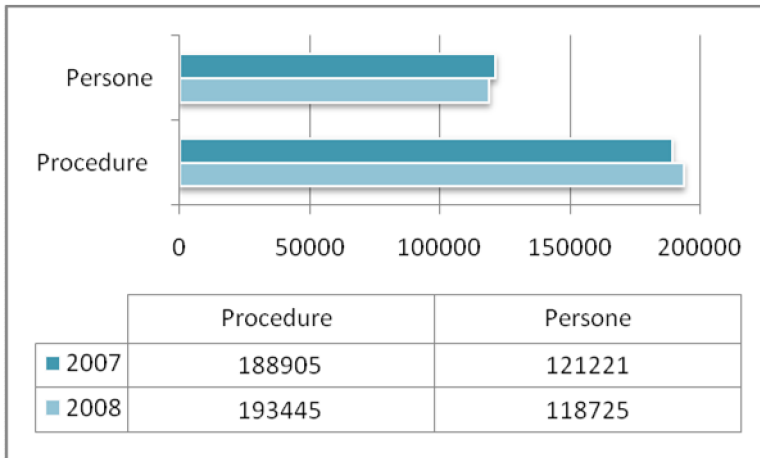 Persone
Procedure
0 50000 100000 150000 200000
Procedure Persone
2007 188905 121221
2008 193445 118725